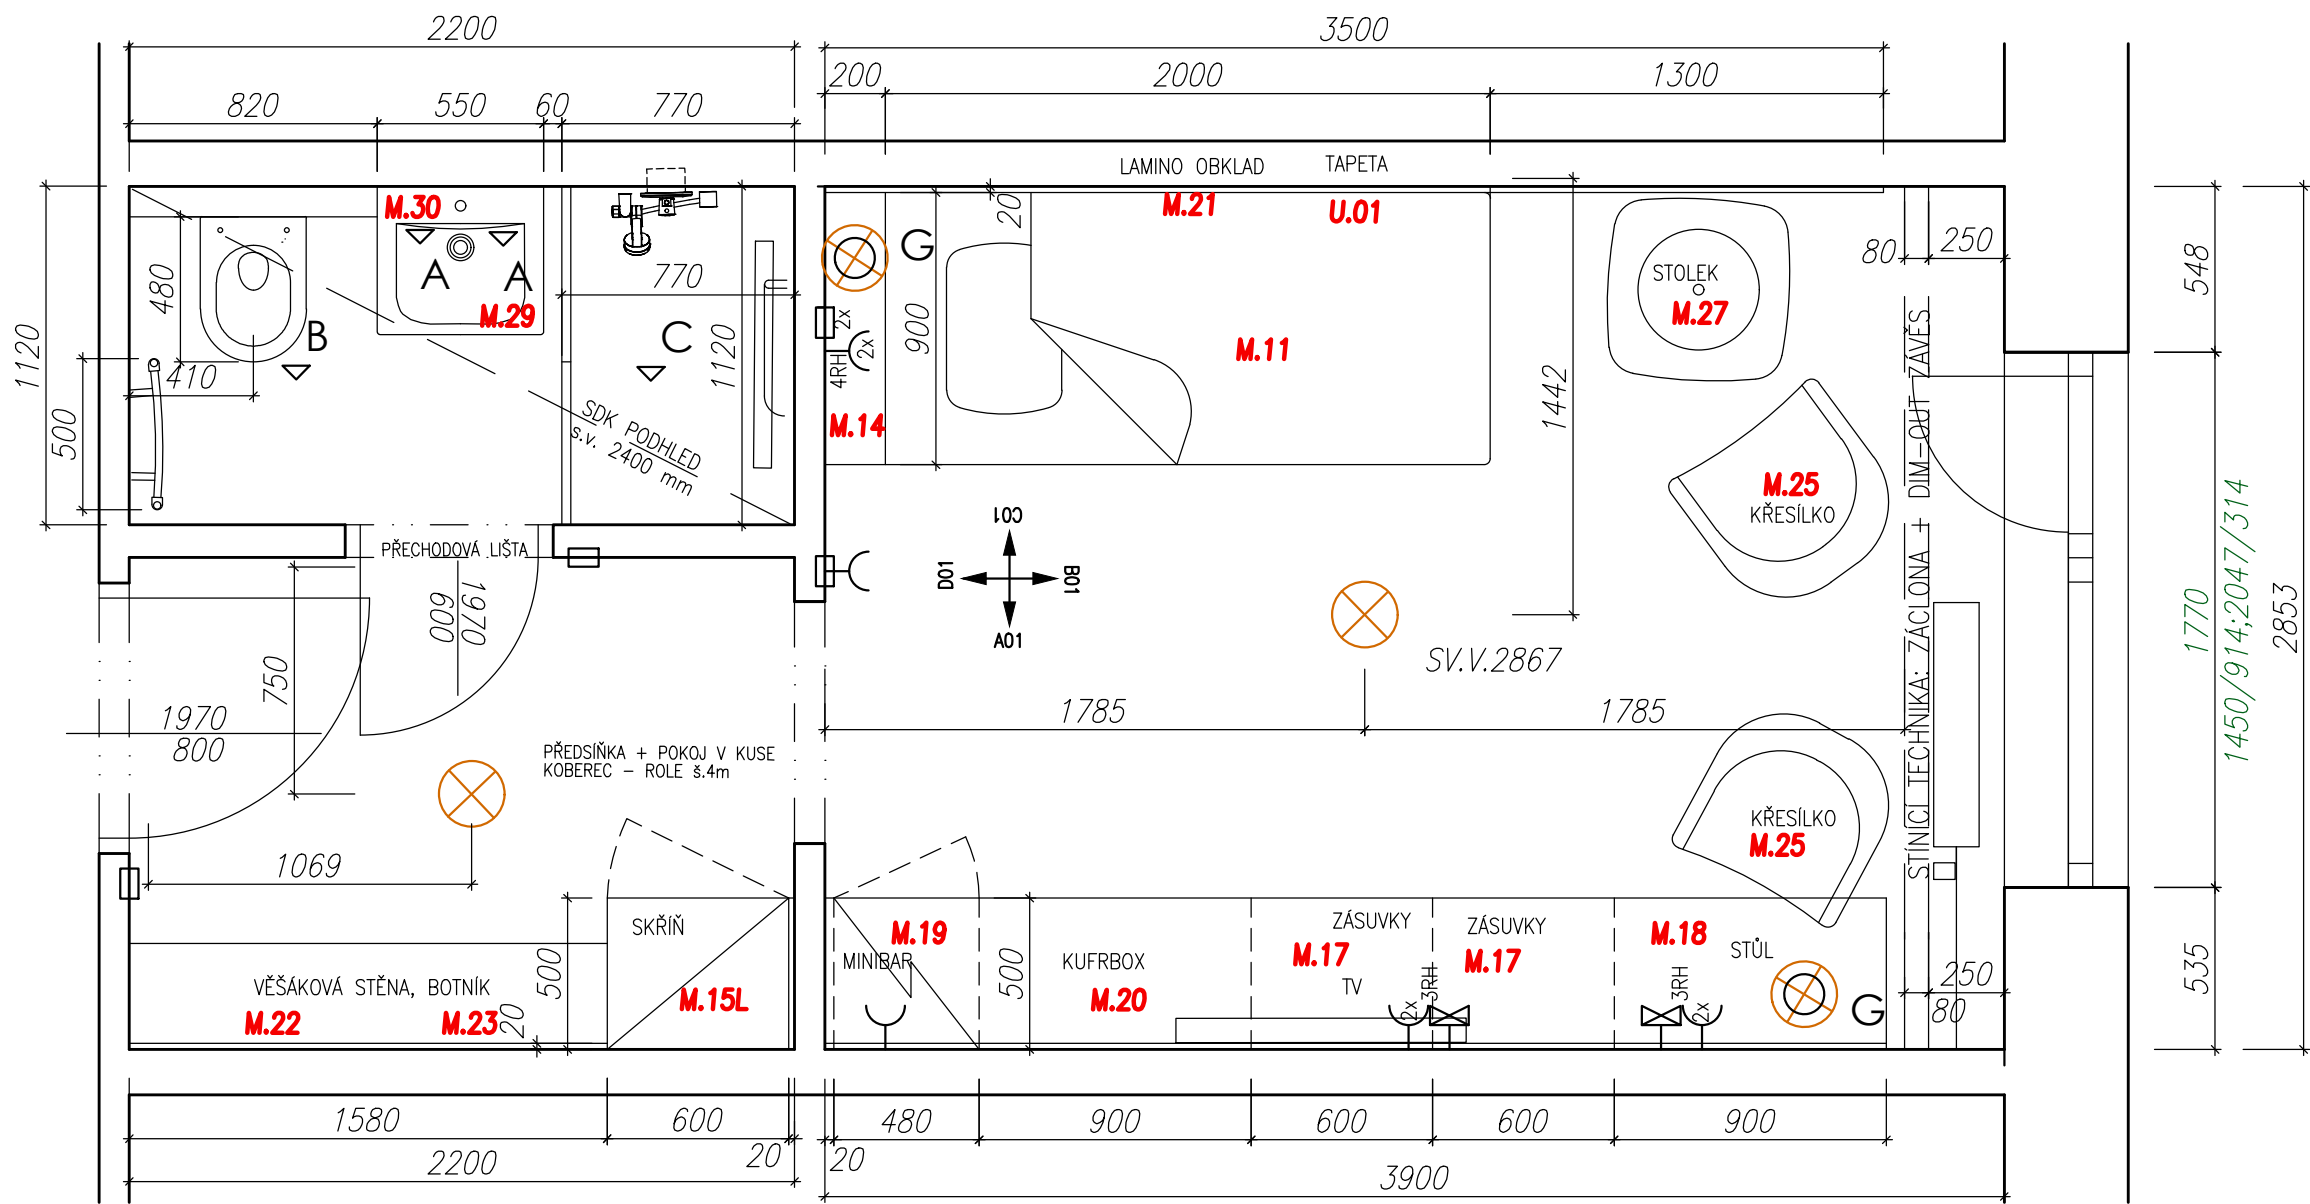 2200
3500
200
2000
1300
820
550
60
770
LAMINO OBKLAD
TAPETA
M.30
M.21
U.01
20
G
80
250
548
480
A
A
770
STOLEK
M.27
M.29
B
C
2x
2x
4RH
900
M.11
1120
410
1120
1442
500
SDK PODHLED
s.v. 2400 mm
M.14
M.25
KŘESÍLKO
C01
D01
B01
A01
PŘECHODOVÁ LIŠTA
1970
600
750
SV.V.2867
1785
1785
1970
800
PŘEDSÍŇKA + POKOJ V KUSE
KOBEREC – ROLE š.4m
STÍNÍCÍ TECHNIKA: ZÁCLONA + DIM–OUT ZÁVĚS
1770
1450/914;2047/314
2853
1069
KŘESÍLKO
M.25
SKŘÍŇ
500
M.19
MINIBAR
500
KUFRBOX
M.20
ZÁSUVKY
M.17
TV
ZÁSUVKY
M.17
M.18
STŮL
2x
3RH
3RH
2x
G
250
80
535
VĚŠÁKOVÁ STĚNA, BOTNÍK
M.22
M.23
20
M.15L
1580
600
20
2200
20
480
900
600
600
900
3900